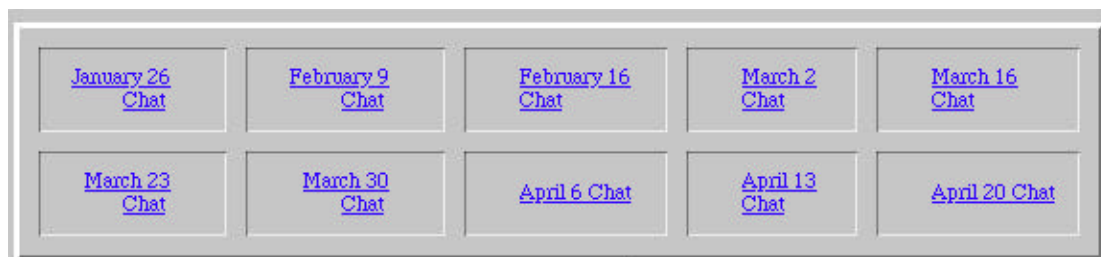 January 26
Chat
February 9
Chat
February 16
Chat
March 2
Chat
March 16
Chat
March 23
Chat
March 30
Chat
April 6 Chat
April 13
Chat
April 20 Chat